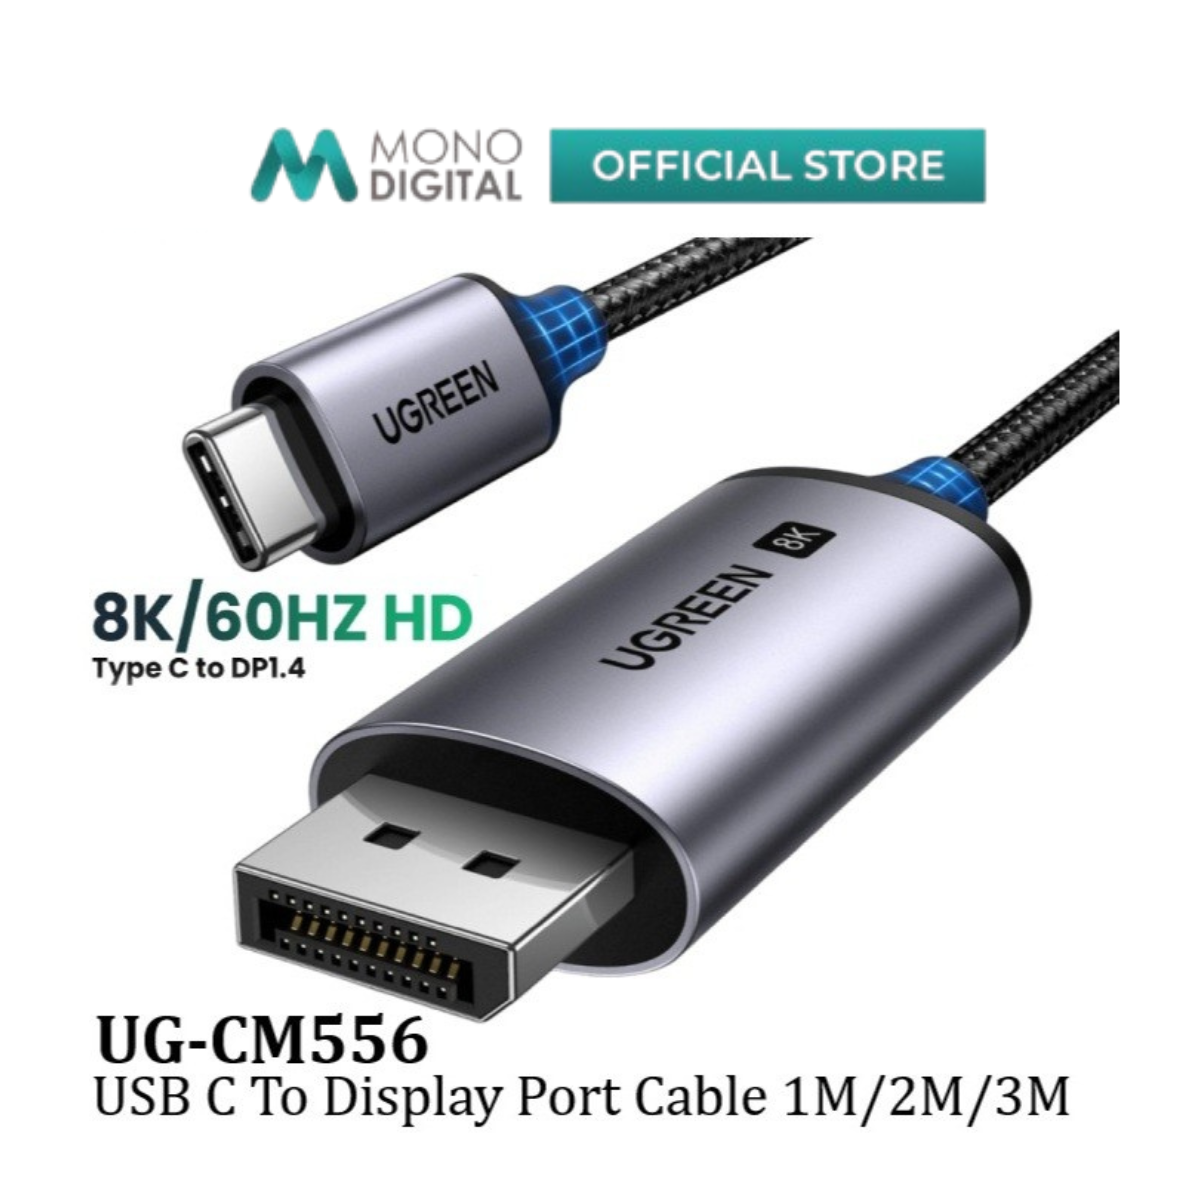 MONO
DIGITAL
OFFICIAL STORE
UGREEN
UGREEN 8K
8K/60HZ HD
Type C to DP1.4
UG-CM556
USB C To Display Port Cable 1M/2M/3M